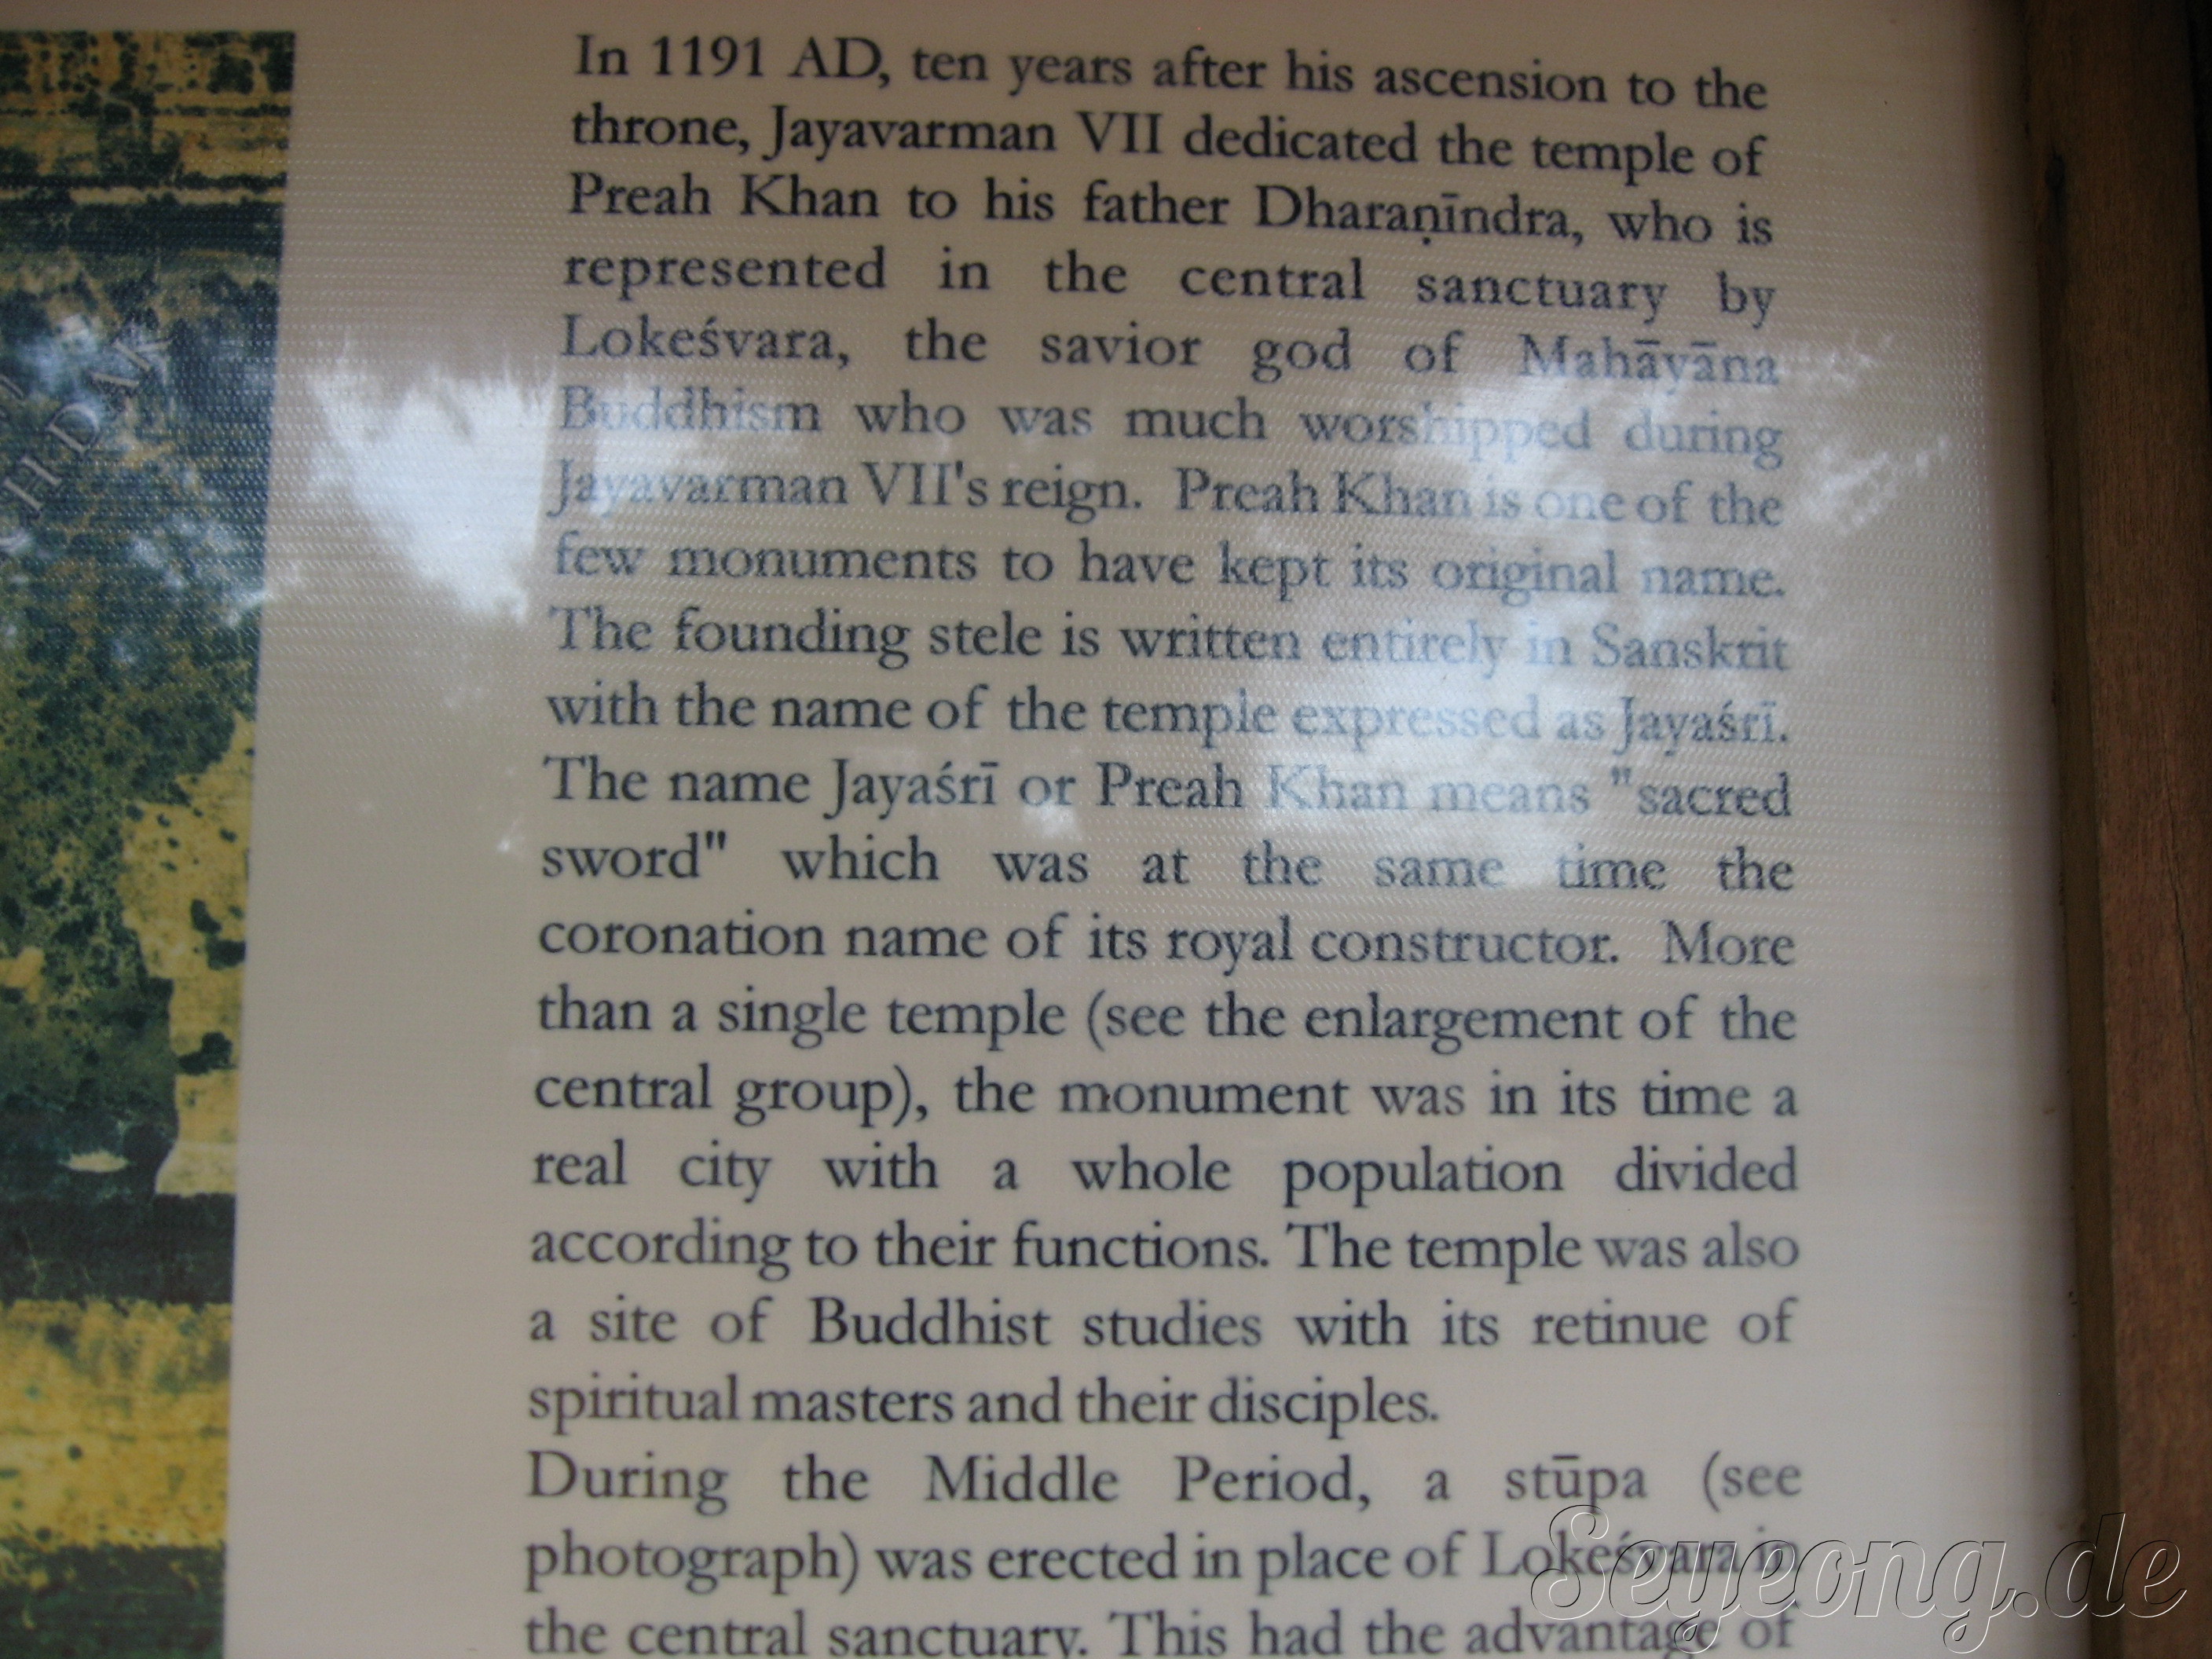 In 1191 AD, ten years after his ascension to the
throne, Jayavarman VII dedicated the temple of
Preah Khan to his father Dharaṇīndra, who is
represented in the central sanctuary by
Lokeśvara, the savior god of Mahāyāna
Buddhism who was much worshipped during
Jayavarman VII's reign. Preah Khan is one of the
few monuments to have kept its original name.
The founding stele is written entirely in Sanskrit
with the name of the temple expressed as Jayaśrī.
The name Jayaśrī or Preah Khan means "sacred
sword" which was at the same time the
coronation name of its royal constructor. More
than a single temple (see the enlargement of the
central group), the monument was in its time a
real city with a whole population divided
according to their functions. The temple was also
a site of Buddhist studies with its retinue of
spiritual masters and their disciples.
During the Middle Period, a stūpa (see
photograph) was erected in place of Lokeśvara in
the central sanctuary. This had the advantage of
Seyeong.de